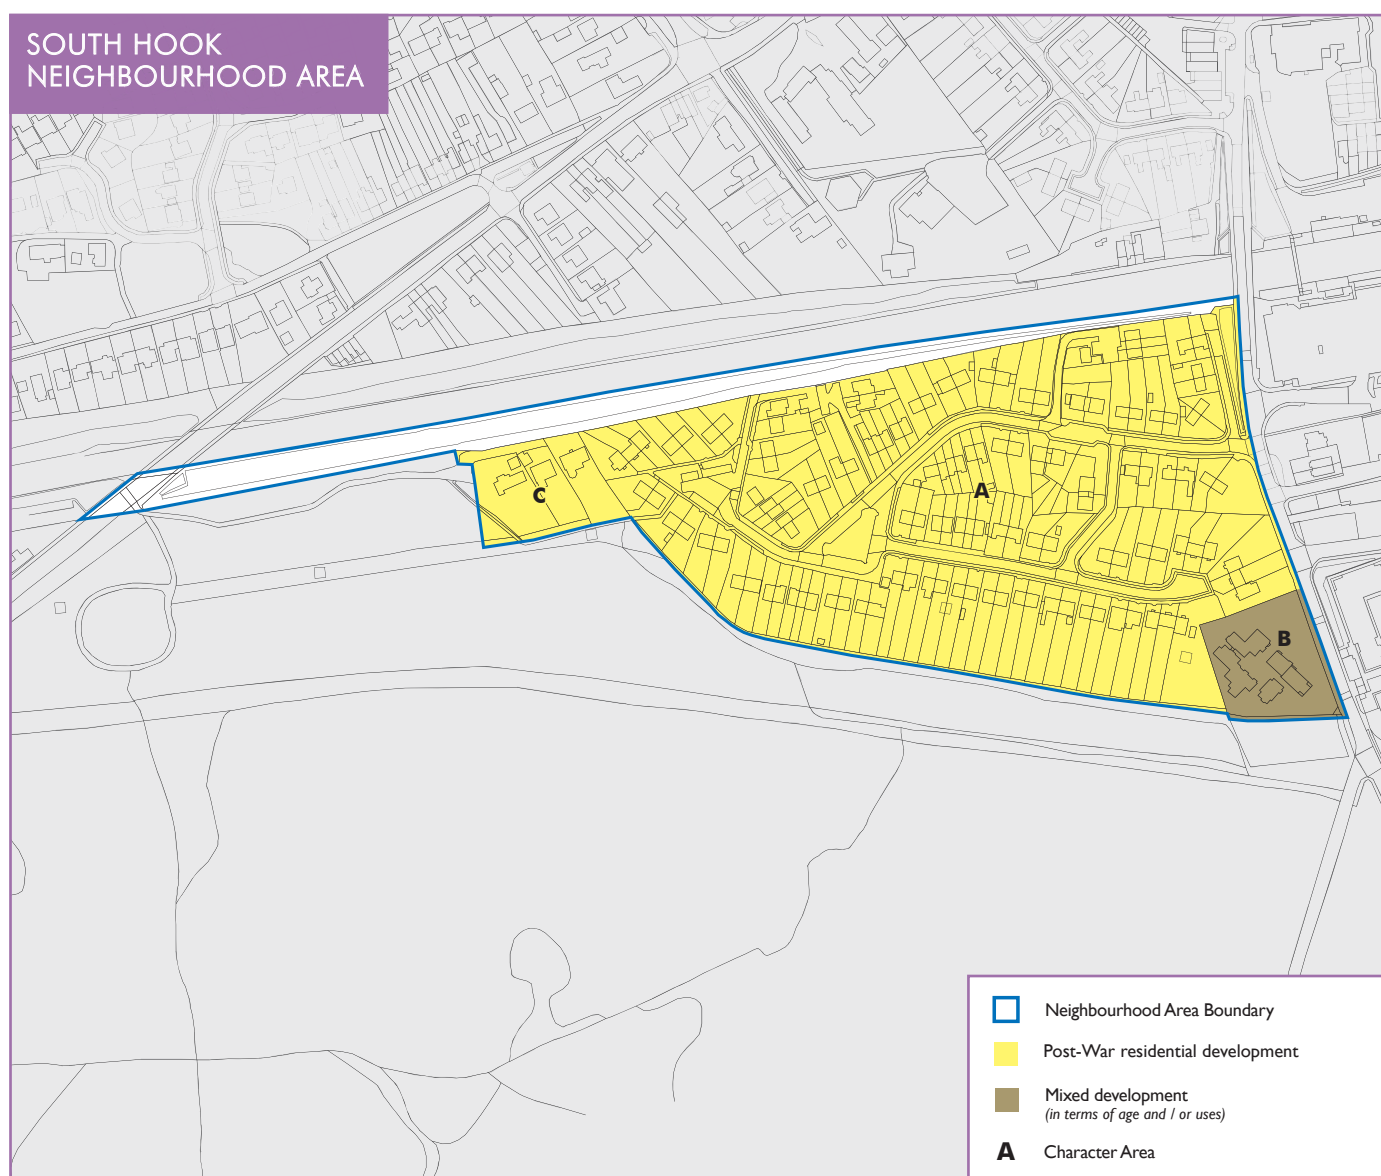 SOUTH HOOK
NEIGHBOURHOOD AREA
A
C
B
Neighbourhood Area Boundary
Post-War residential development
Mixed development
(in terms of age and / or uses)
A Character Area